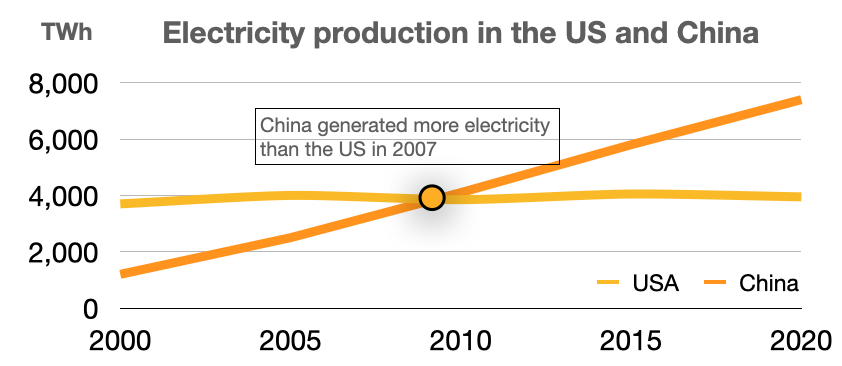 TWh
Electricity production in the US and China
8,000
China generated more electricity
than the US in 2007
6,000
4,000
2,000
USA
China
0
2000
2005
2010
2015
2020